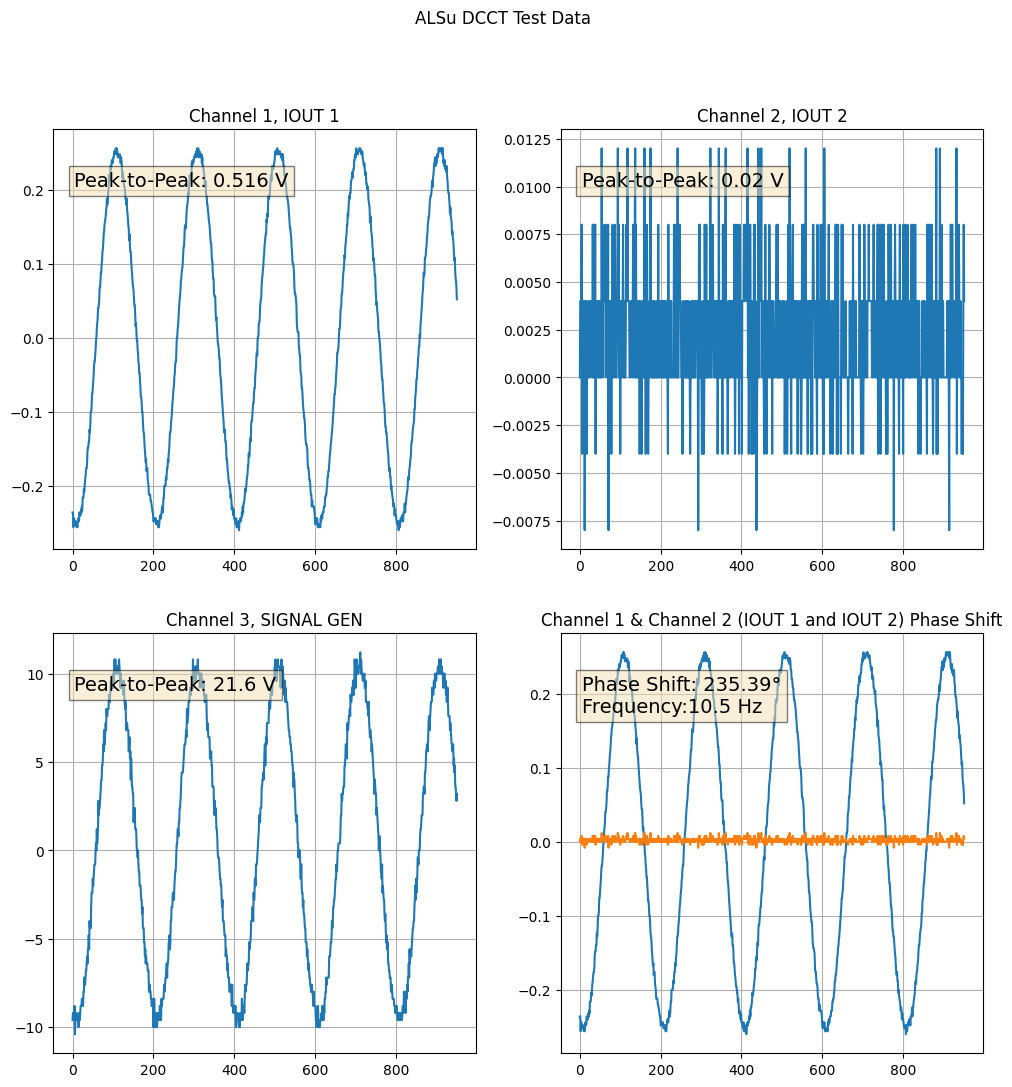 ALSu DCCT Test Data
Channel 1, IOUT 1
Peak-to-Peak: 0.516 V
0.2
0.1
0.0
−0.1
−0.2
0 200 400 600 800
Channel 2, IOUT 2
Peak-to-Peak: 0.02 V
0.0125
0.0100
0.0075
0.0050
0.0025
0.0000
−0.0025
−0.0050
−0.0075
0 200 400 600 800
Channel 3, SIGNAL GEN
Peak-to-Peak: 21.6 V
10
5
0
−5
−10
0 200 400 600 800
Channel 1 & Channel 2 (IOUT 1 and IOUT 2) Phase Shift
Phase Shift: 235.39°
Frequency:10.5 Hz
0.2
0.1
0.0
−0.1
−0.2
0 200 400 600 800